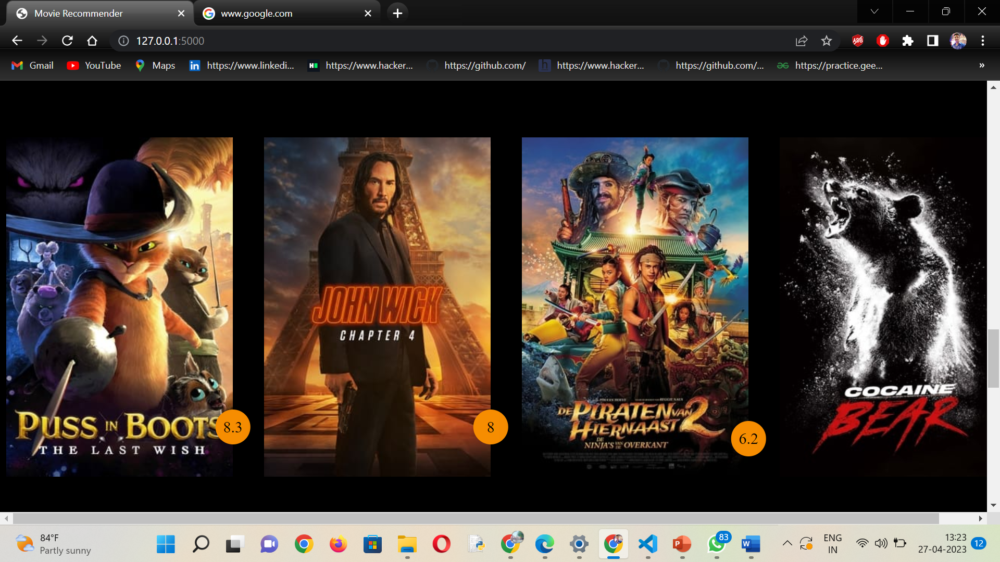 Movie Recommender
www.google.com
127.0.0.1:5000
Gmail
YouTube
Maps
https://www.linkedi...
https://www.hacker...
https://github.com/
https://www.hacker...
https://github.com/...
https://practice.gee...
»
PUSS IN BOOTS
THE LAST WISH
8.3
JOHN WICK
CHAPTER 4
8
DE PIRATEN VAN
HIERNAAST 2
DE
NINJA'S VAN DE OVERKANT
6.2
COCAINE
BEAR
84°F
Partly sunny
83
ENG
IN
13:23
27-04-2023
12